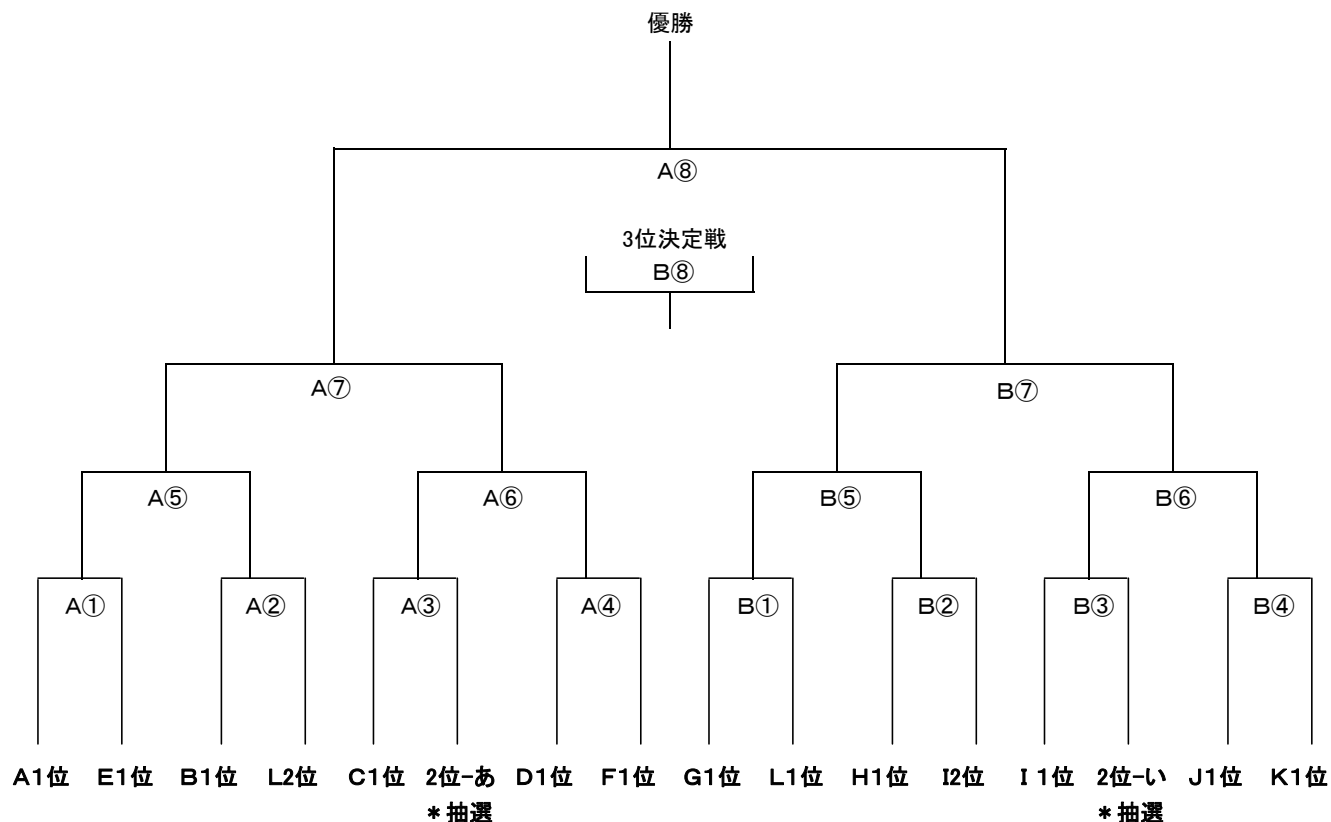 優勝
A⑧
3位決定戦
B⑧
A⑦ B⑦
A⑤ A⑥ B⑤ B⑥
A① A② A③ A④ B① B② B③ B④
A1位 E1位 B1位 L2位 C1位 2位-あ D1位 F1位 G1位 L1位 H1位 I2位 I 1位 2位-い J1位 K1位
*抽選 *抽選